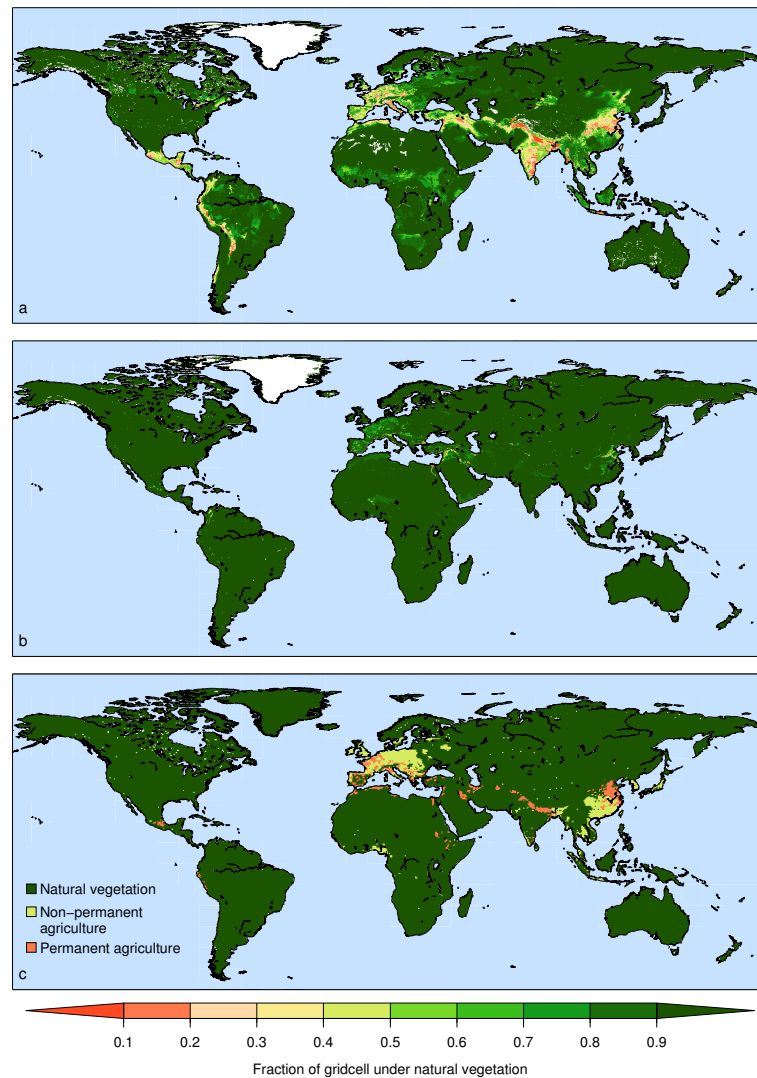 a
b
Natural vegetation
Non−permanent
agriculture
Permanent agriculture
c
0.1 0.2 0.3 0.4 0.5 0.6 0.7 0.8 0.9
Fraction of gridcell under natural vegetation